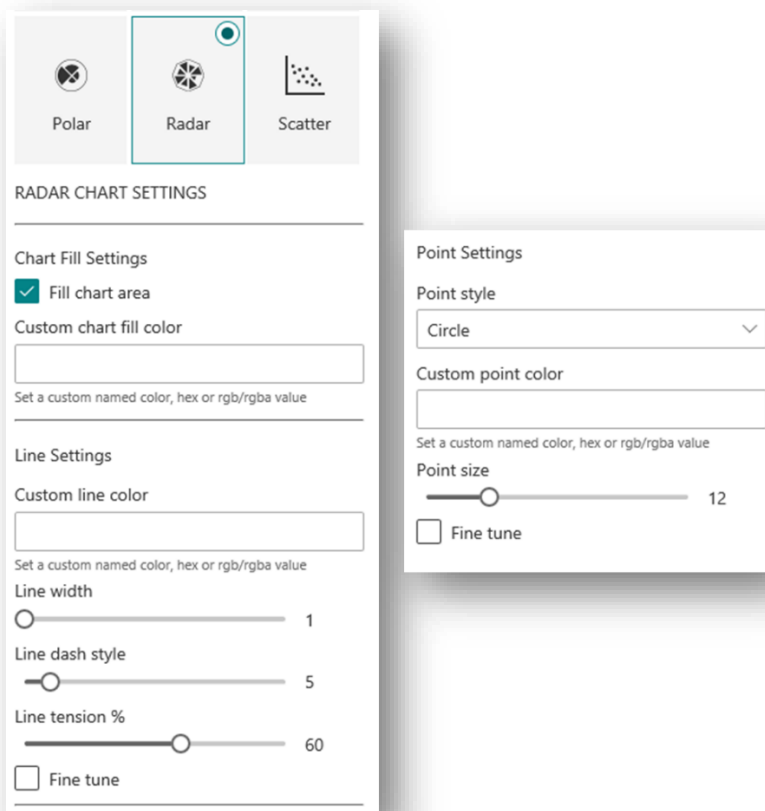 Polar Radar Scatter
RADAR CHART SETTINGS
Chart Fill Settings
Fill chart area
Custom chart fill color
Set a custom named color, hex or rgb/rgba value
Line Settings
Custom line color
Set a custom named color, hex or rgb/rgba value
Line width
1
Line dash style
5
Line tension %
60
Fine tune
Point Settings
Point style
Circle
Custom point color
Set a custom named color, hex or rgb/rgba value
Point size
12
Fine tune